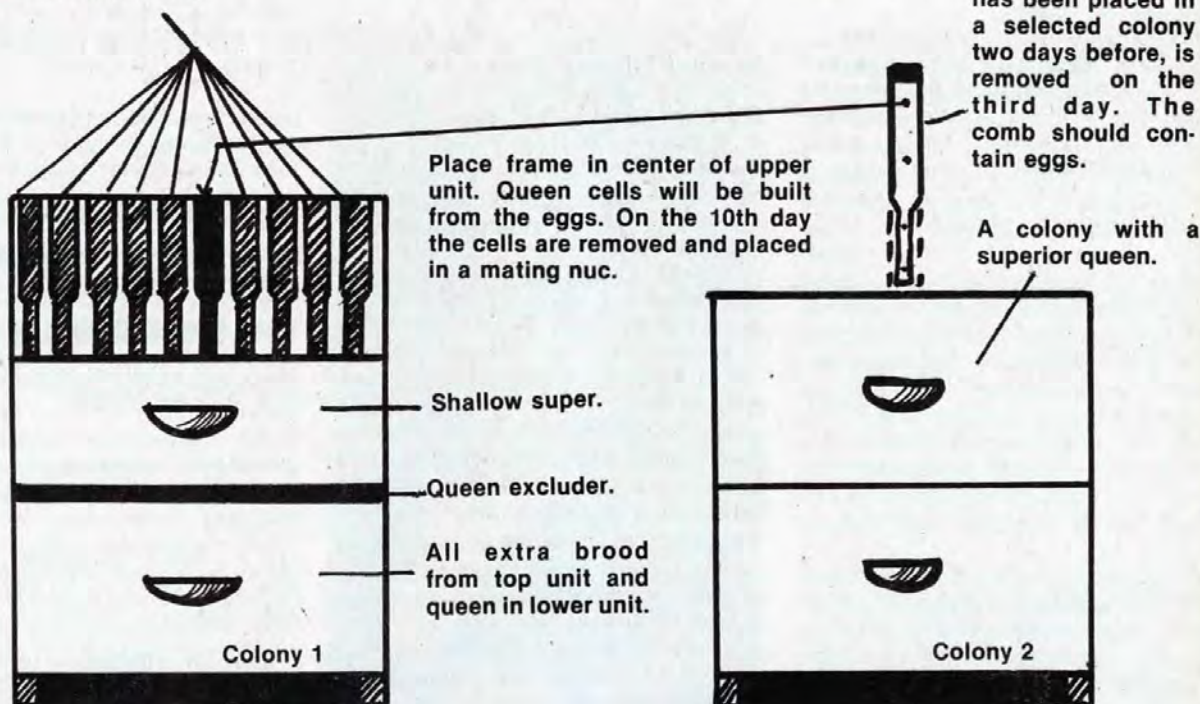 has been placed in
a selected colony
two days before, is
removed on the
third day. The
comb should con-
tain eggs.
Place frame in center of upper
unit. Queen cells will be built
from the eggs. On the 10th day
the cells are removed and placed
in a mating nuc.
A colony with a
superior queen.
Shallow super.
Queen excluder.
All extra brood
from top unit and
queen in lower unit.
Colony 1
Colony 2